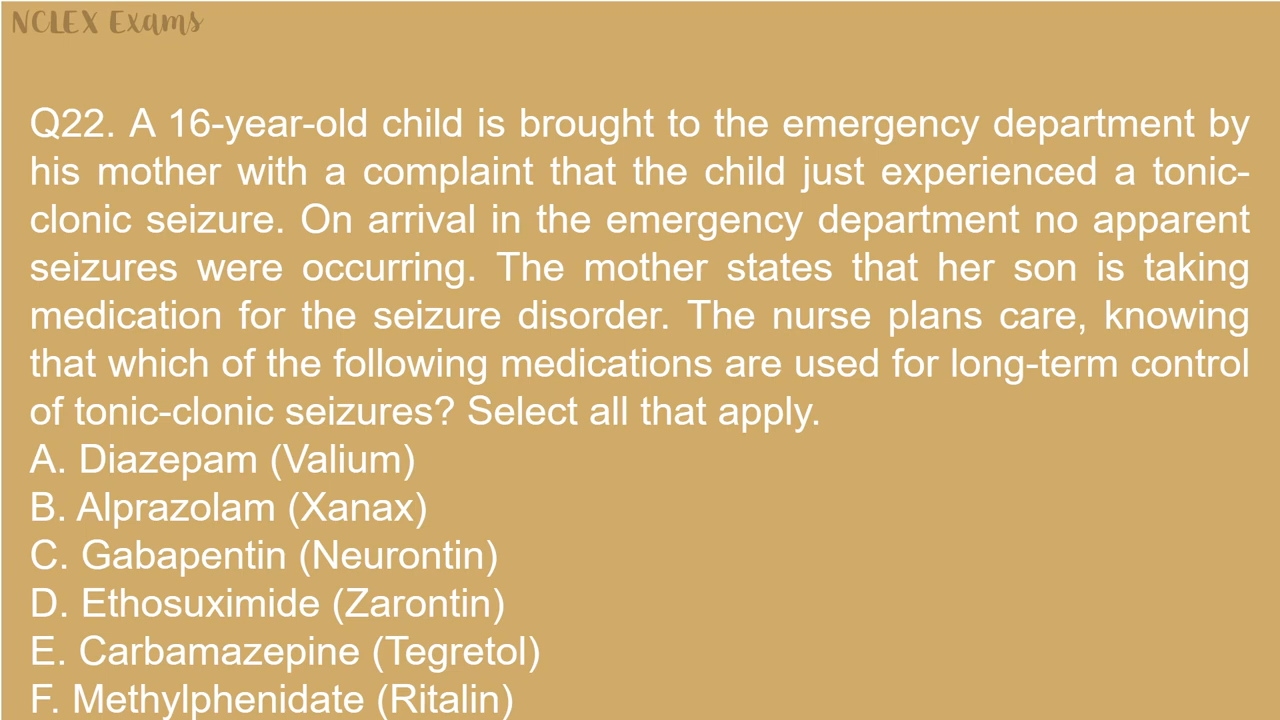 NCLEX Exams
Q22. A 16-year-old child is brought to the emergency department by
his mother with a complaint that the child just experienced a tonic-
clonic seizure. On arrival in the emergency department no apparent
seizures were occurring. The mother states that her son is taking
medication for the seizure disorder. The nurse plans care, knowing
that which of the following medications are used for long-term control
of tonic-clonic seizures? Select all that apply.
A. Diazepam (Valium)
B. Alprazolam (Xanax)
C. Gabapentin (Neurontin)
D. Ethosuximide (Zarontin)
E. Carbamazepine (Tegretol)
F. Methylphenidate (Ritalin)